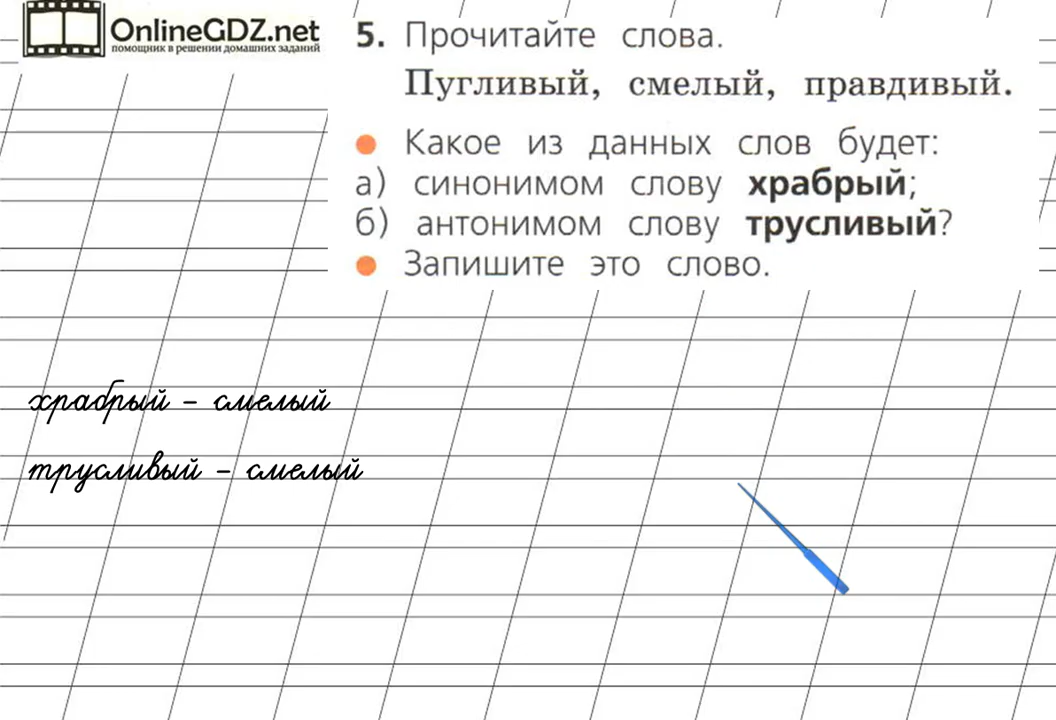 OnlineGDZ.net
помощник в решении домашних заданий
5. Прочитайте слова.
Пугливый, смелый, правдивый.
● Какое из данных слов будет:
а) синонимом слову храбрый;
б) антонимом слову трусливый?
● Запишите это слово.
храбрый – смелый
трусливый – смелый